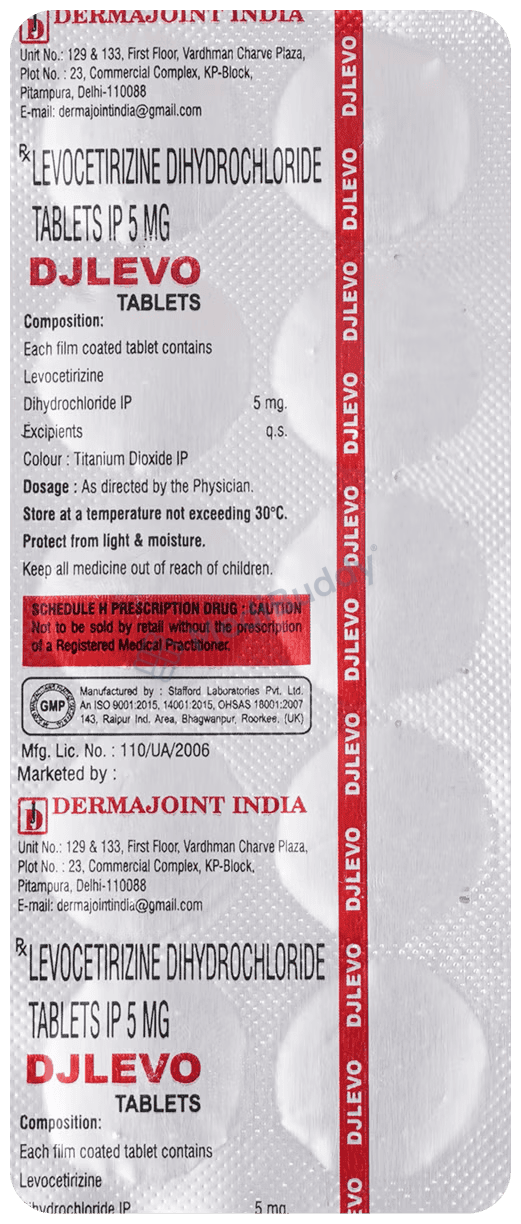 DERMAJOINT INDIA
Unit No.: 129 & 133, First Floor, Vardhman Charve Plaza,
Plot No. : 23, Commercial Complex, KP-Block,
Pitampura, Delhi-110088
E-mail: dermajointindia@gmail.com
Rx LEVOCETIRIZINE DIHYDROCHLORIDE
TABLETS IP 5 MG
DJLEVO
TABLETS
Composition:
Each film coated tablet contains
Levocetirizine
Dihydrochloride IP 5 mg.
Excipients q.s.
Colour : Titanium Dioxide IP
Dosage : As directed by the Physician.
Store at a temperature not exceeding 30°C.
Protect from light & moisture.
Keep all medicine out of reach of children.
SCHEDULE H PRESCRIPTION DRUG : CAUTION
Not to be sold by retail without the prescription
of a Registered Medical Practitioner.
GMP
Manufactured by : Stafford Laboratories Pvt. Ltd.
An ISO 9001:2015, 14001:2015, OHSAS 18001:2007
143, Raipur Ind. Area, Bhagwanpur, Roorkee, (UK)
Mfg. Lic. No. : 110/UA/2006
Marketed by :
DERMAJOINT INDIA
Unit No.: 129 & 133, First Floor, Vardhman Charve Plaza,
Plot No. : 23, Commercial Complex, KP-Block,
Pitampura, Delhi-110088
E-mail: dermajointindia@gmail.com
Rx LEVOCETIRIZINE DIHYDROCHLORIDE
TABLETS IP 5 MG
DJLEVO
TABLETS
Composition:
Each film coated tablet contains
Levocetirizine
Dihydrochloride IP 5 mg.
DJLEVO
DJLEVO
DJLEVO
DJLEVO
DJLEVO
DJLEVO
DJLEVO
DJLEVO
DJLEVO
DJLEVO
EVO